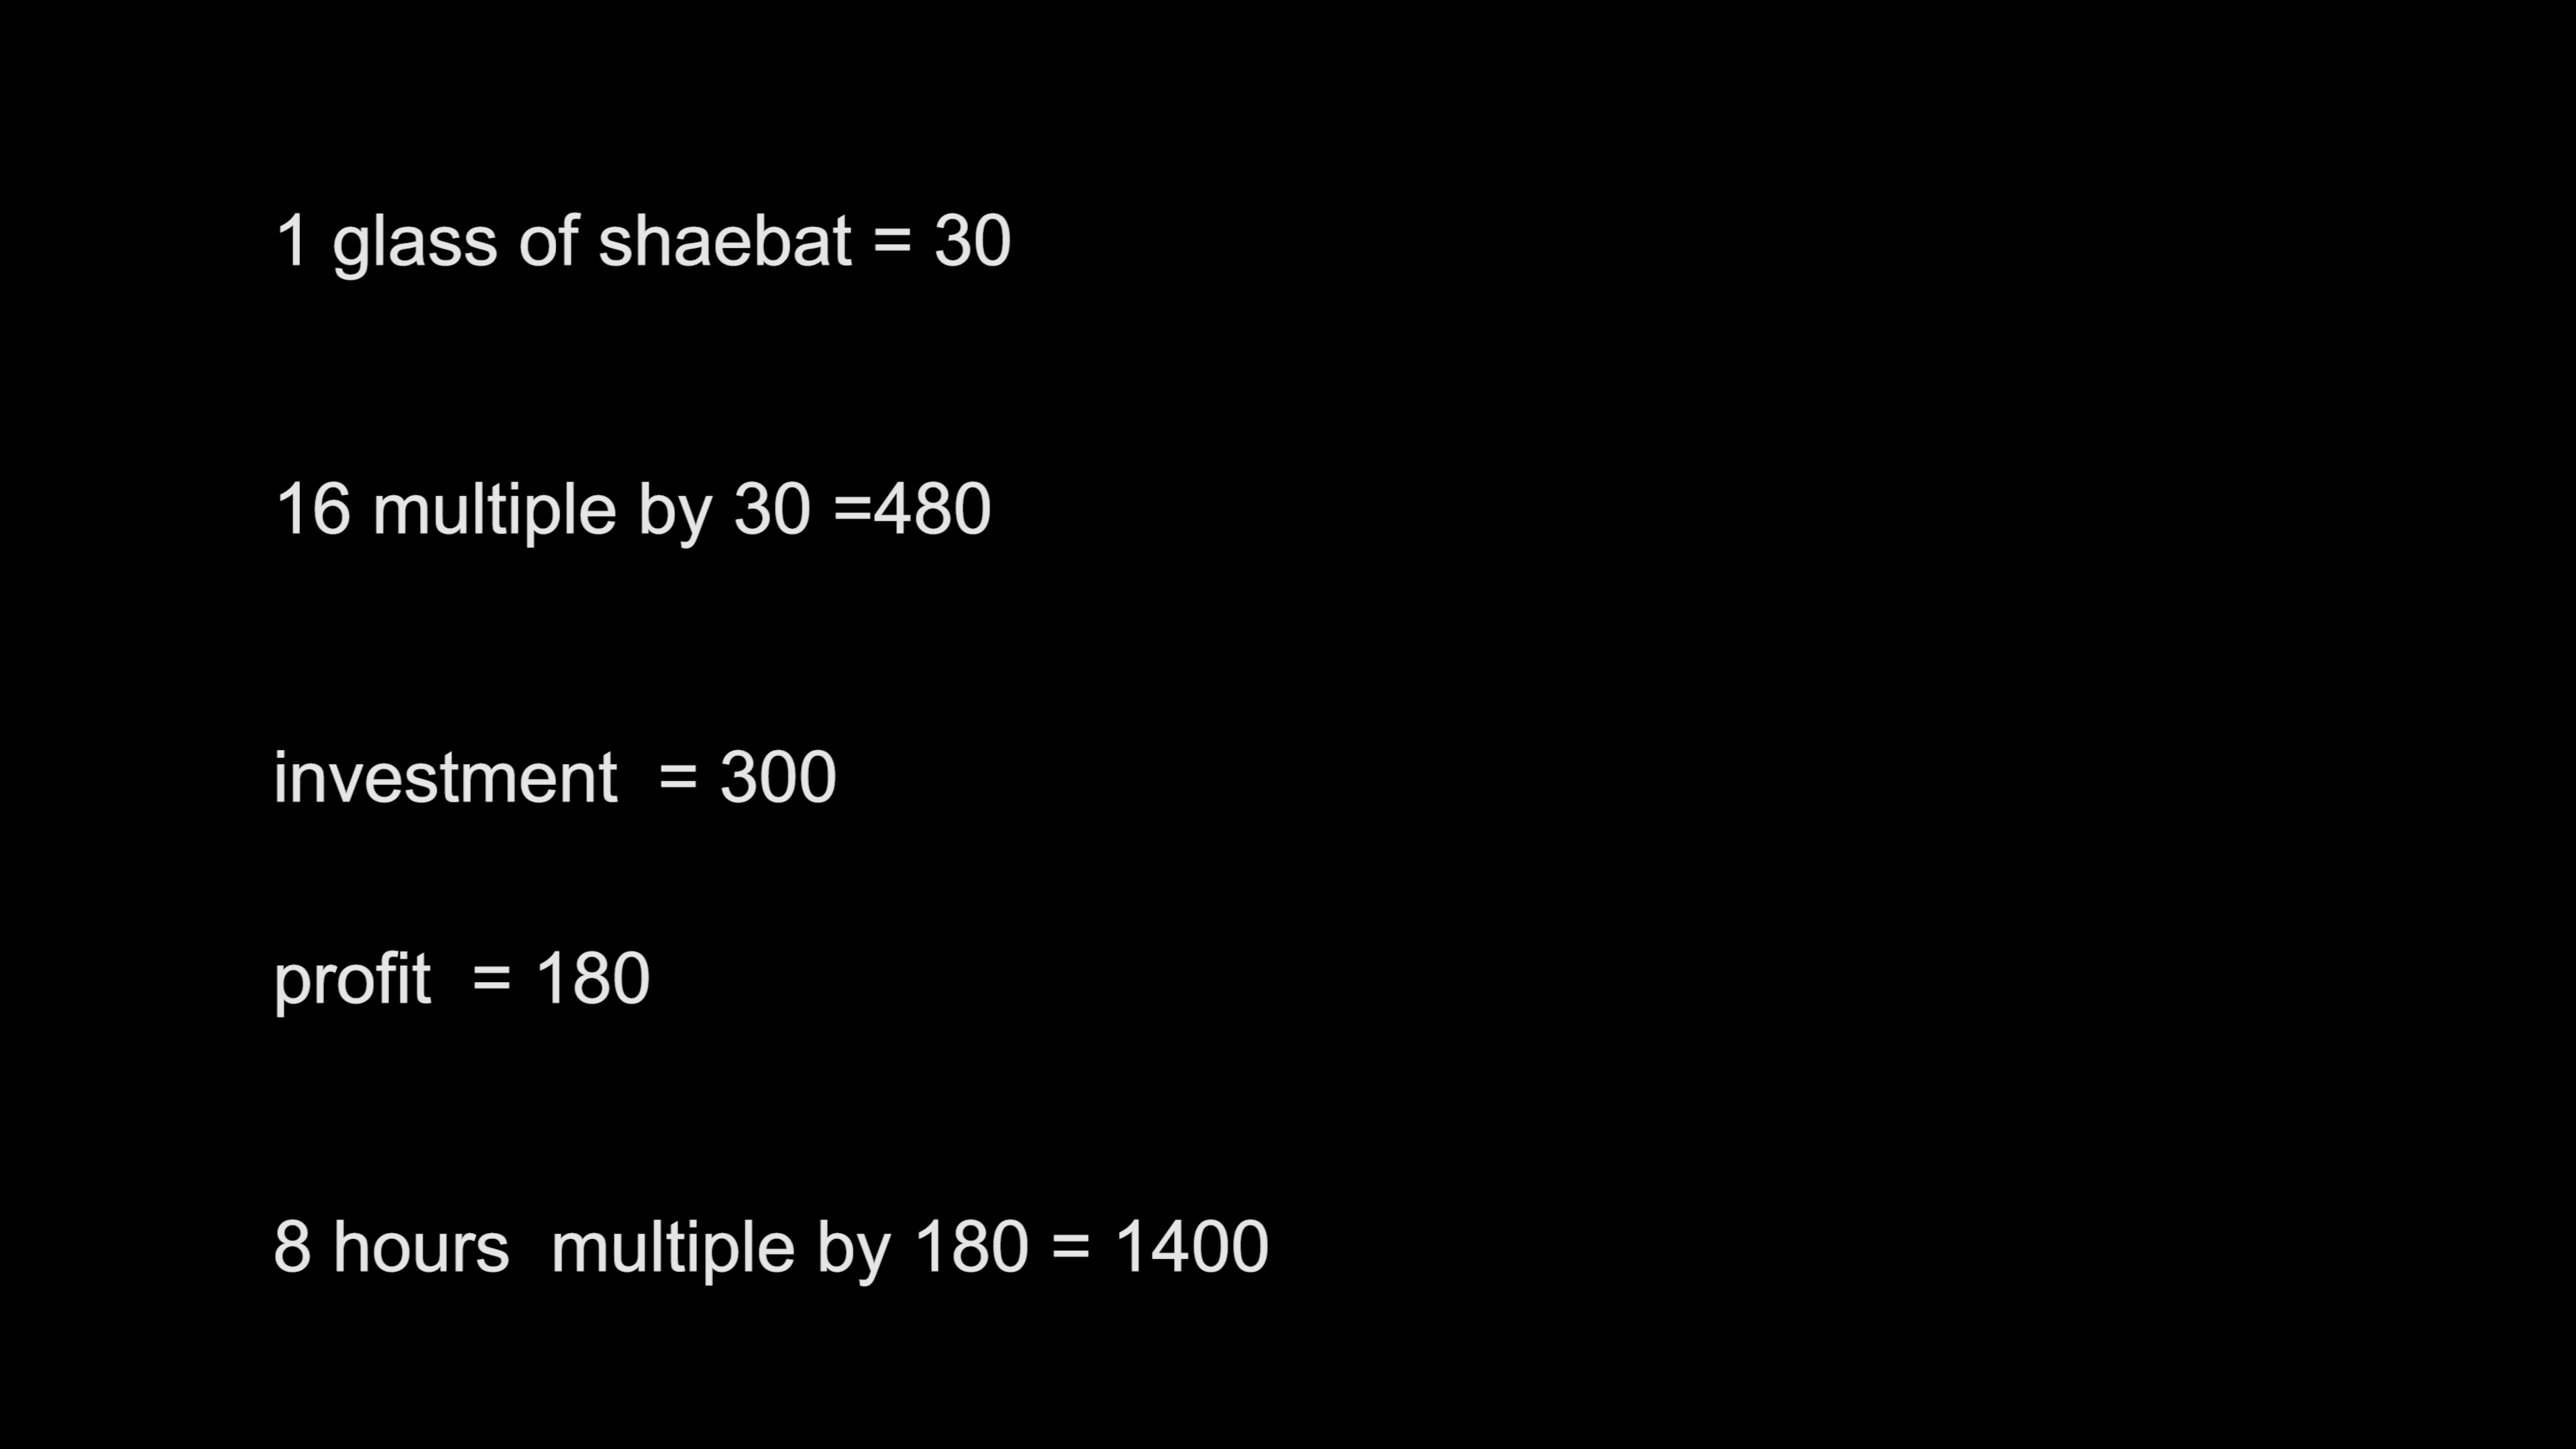 1 glass of shaebat = 30
16 multiple by 30 =480
investment  = 300
profit  = 180
8 hours  multiple by 180 = 1400